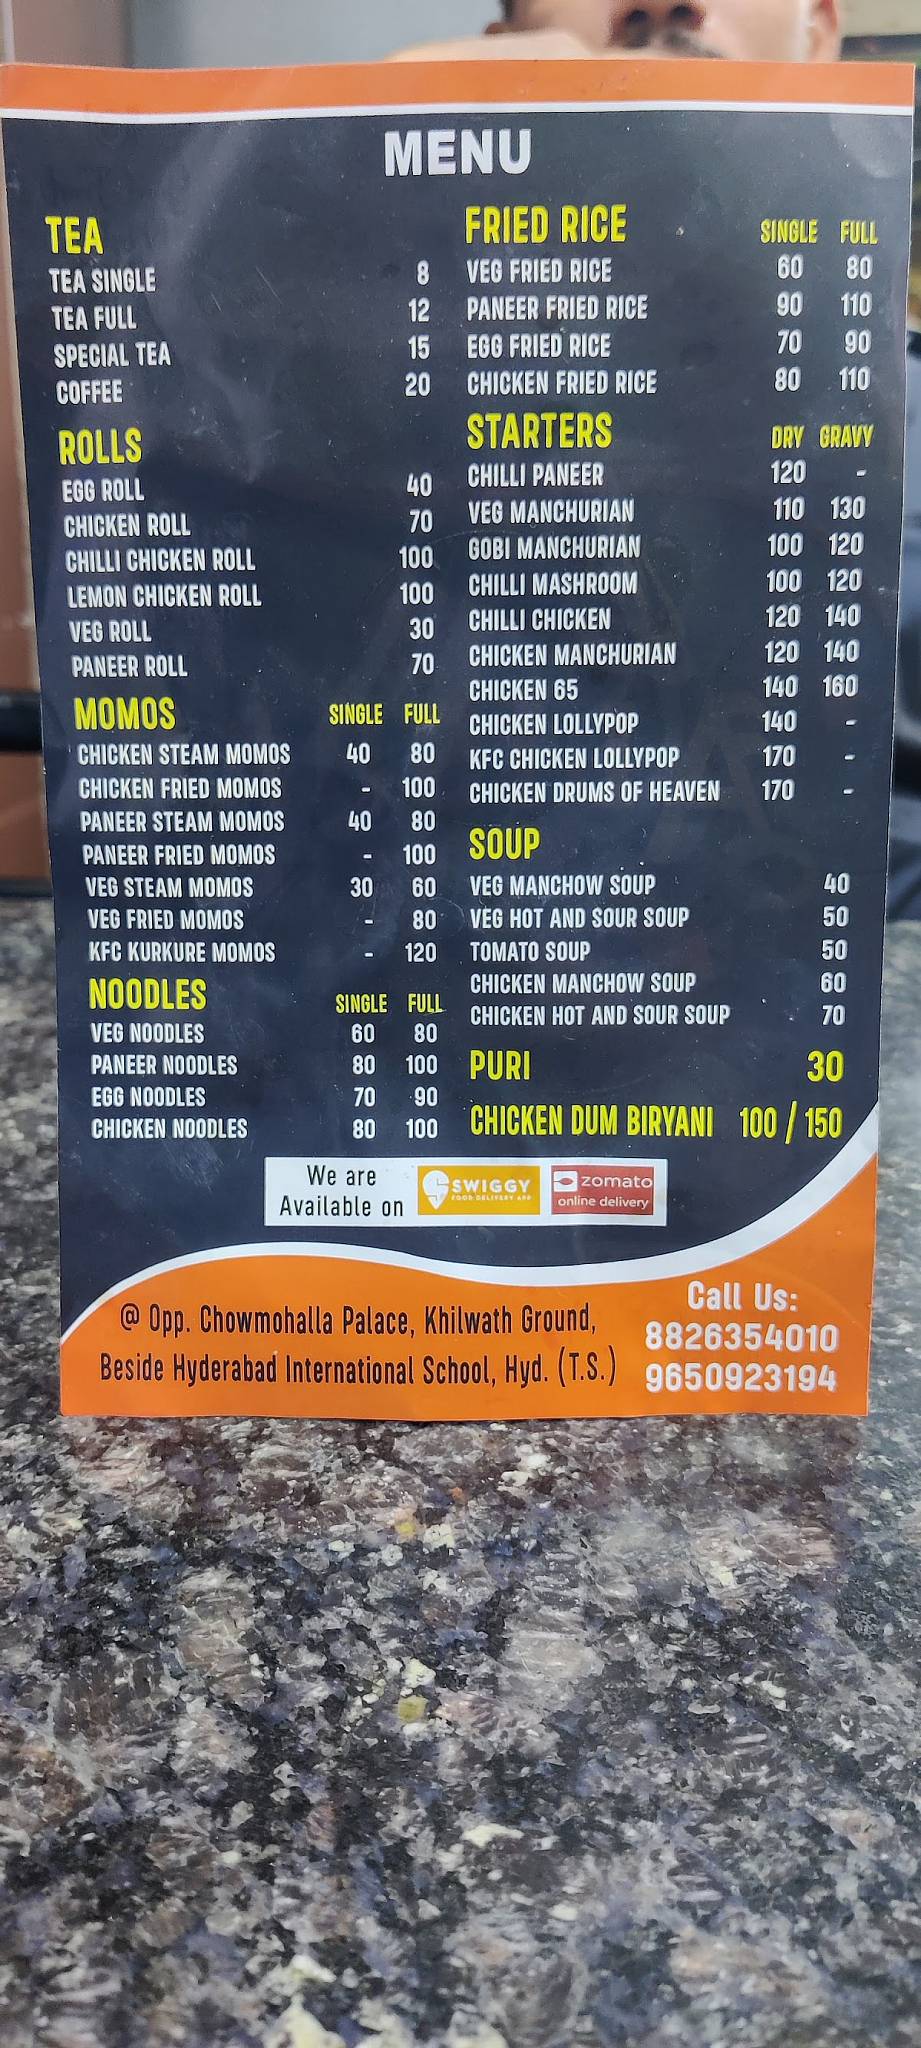 MENU
TEA
TEA SINGLE 8
TEA FULL 12
SPECIAL TEA 15
COFFEE 20
ROLLS
EGG ROLL 40
CHICKEN ROLL 70
CHILLI CHICKEN ROLL 100
LEMON CHICKEN ROLL 100
VEG ROLL 30
PANEER ROLL 70
MOMOS SINGLE FULL
CHICKEN STEAM MOMOS 40 80
CHICKEN FRIED MOMOS - 100
PANEER STEAM MOMOS 40 80
PANEER FRIED MOMOS - 100
VEG STEAM MOMOS 30 60
VEG FRIED MOMOS - 80
KFC KURKURE MOMOS - 120
NOODLES SINGLE FULL
VEG NOODLES 60 80
PANEER NOODLES 80 100
EGG NOODLES 70 90
CHICKEN NOODLES 80 100
FRIED RICE SINGLE FULL
VEG FRIED RICE 60 80
PANEER FRIED RICE 90 110
EGG FRIED RICE 70 90
CHICKEN FRIED RICE 80 110
STARTERS DRY GRAVY
CHILLI PANEER 120 -
VEG MANCHURIAN 110 130
GOBI MANCHURIAN 100 120
CHILLI MASHROOM 100 120
CHILLI CHICKEN 120 140
CHICKEN MANCHURIAN 120 140
CHICKEN 65 140 160
CHICKEN LOLLYPOP 140 -
KFC CHICKEN LOLLYPOP 170 -
CHICKEN DRUMS OF HEAVEN 170 -
SOUP
VEG MANCHOW SOUP 40
VEG HOT AND SOUR SOUP 50
TOMATO SOUP 50
CHICKEN MANCHOW SOUP 60
CHICKEN HOT AND SOUR SOUP 70
PURI 30
CHICKEN DUM BIRYANI 100 / 150
We are
Available on
SWIGGY
FOOD DELIVERY APP
zomato
online delivery
@ Opp. Chowmohalla Palace, Khilwath Ground,
Beside Hyderabad International School, Hyd. (T.S.)
Call Us:
8826354010
9650923194